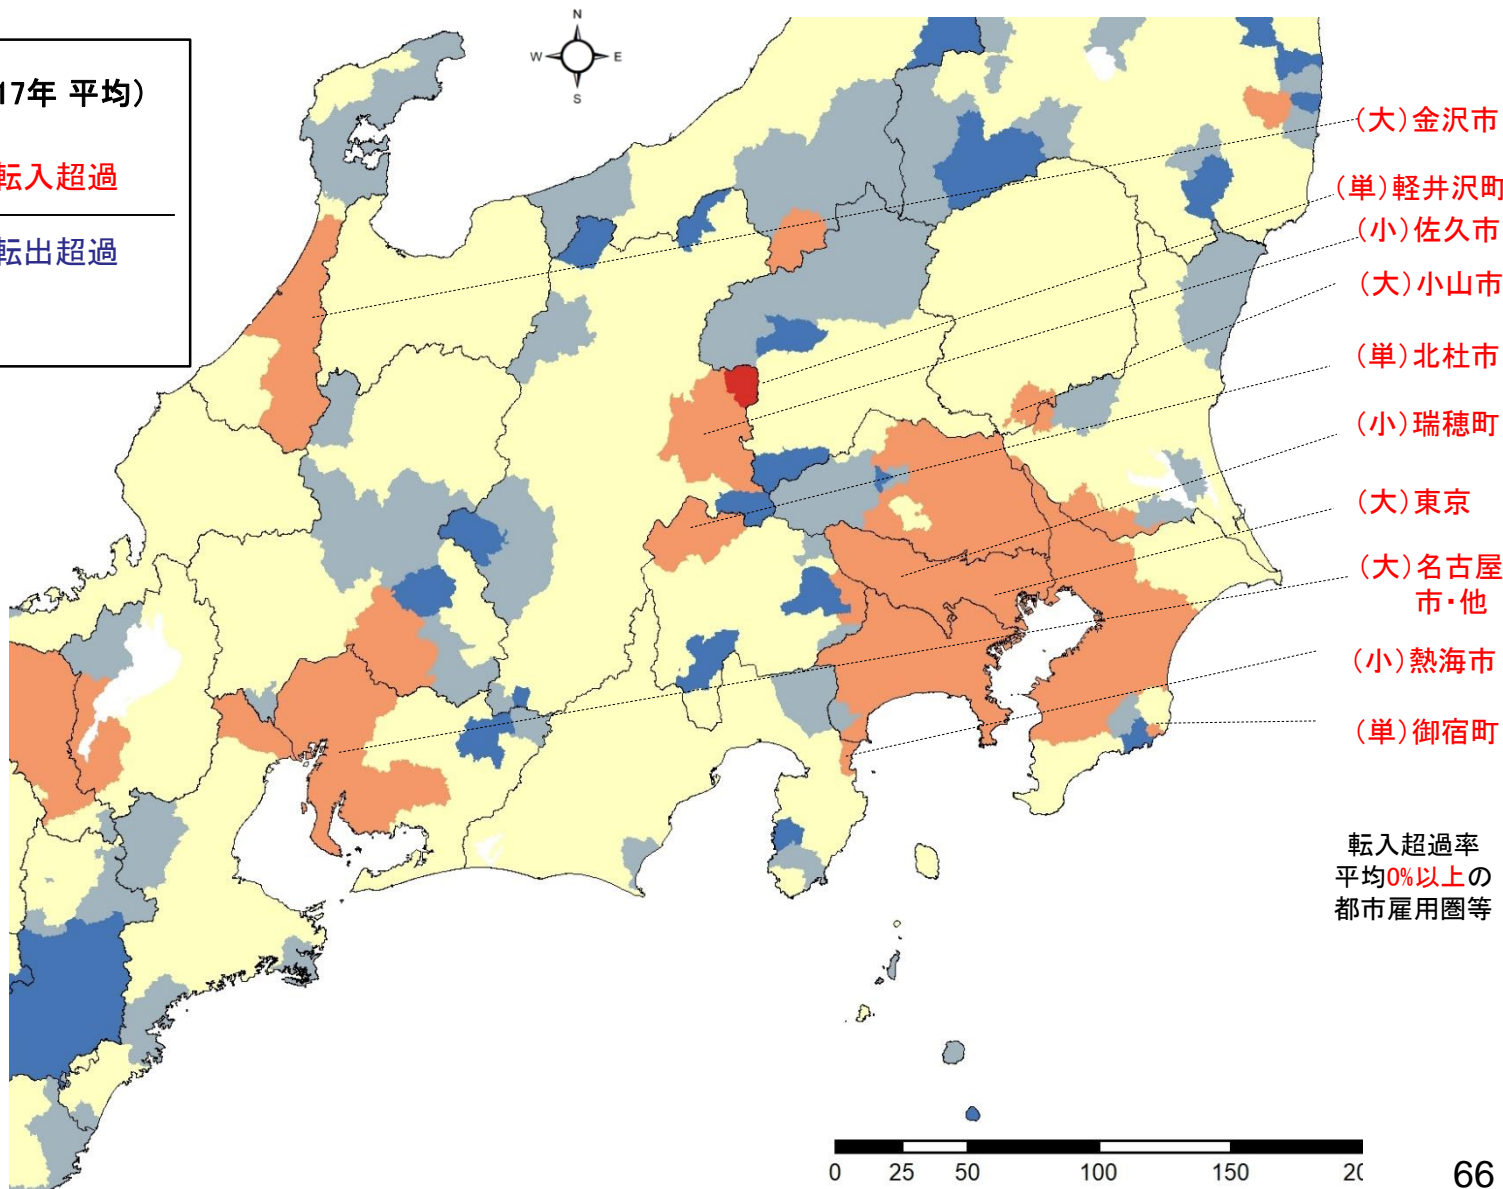 N
W
E
S
17年 平均）
転入超過
転出超過
（大）金沢市
（単）軽井沢町
（小）佐久市
（大）小山市
（単）北杜市
（小）瑞穂町
（大）東京
（大）名古屋
市・他
（小）熱海市
（単）御宿町
転入超過率
平均0%以上の
都市雇用圏等
0 25 50 100 150 20
66